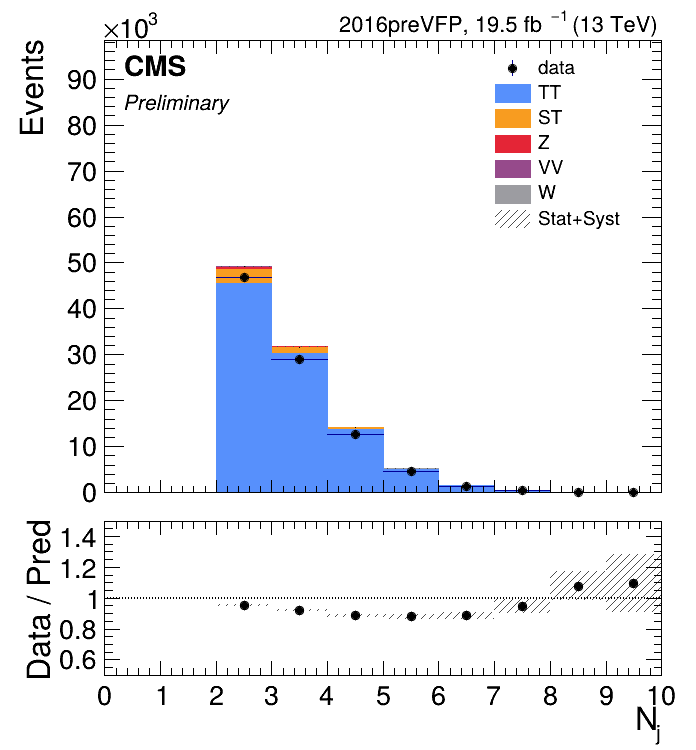 ×10³ 2016preVFP, 19.5 fb ⁻¹ (13 TeV)
CMS
Preliminary
Events
90
80
70
60
50
40
30
20
10
0
data
TT
ST
Z
VV
W
Stat+Syst
Data / Pred
1.4
1.2
1
0.8
0.6
0 1 2 3 4 5 6 7 8 9 10
Nj